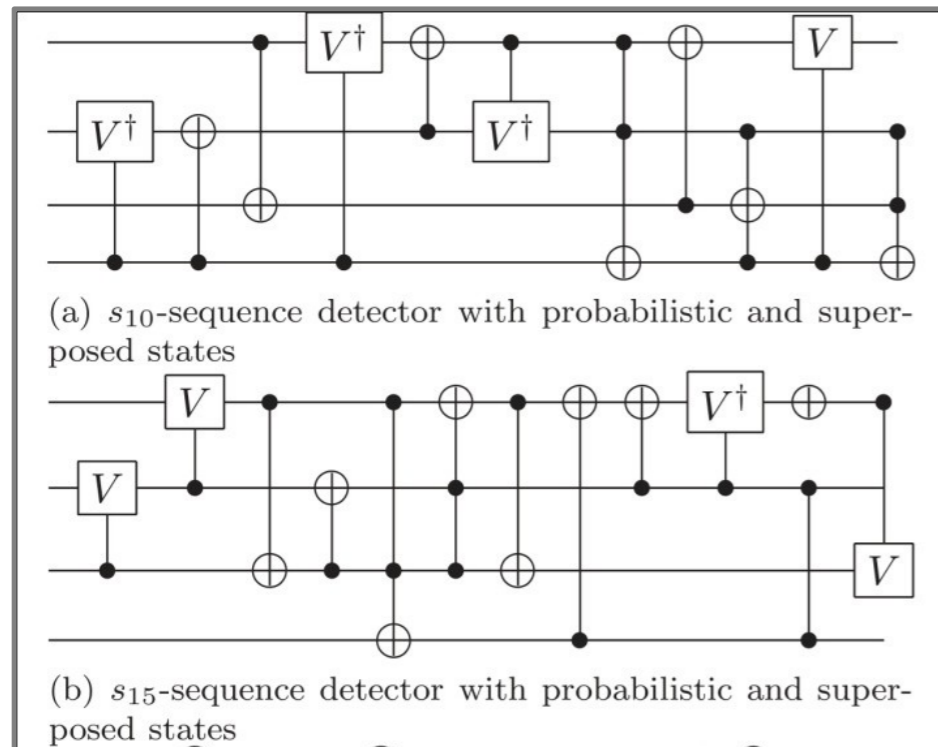 V†
V†
V†
V
(a) s₁₀-sequence detector with probabilistic and super-
posed states
V
V
V†
V
(b) s₁₅-sequence detector with probabilistic and super-
posed states